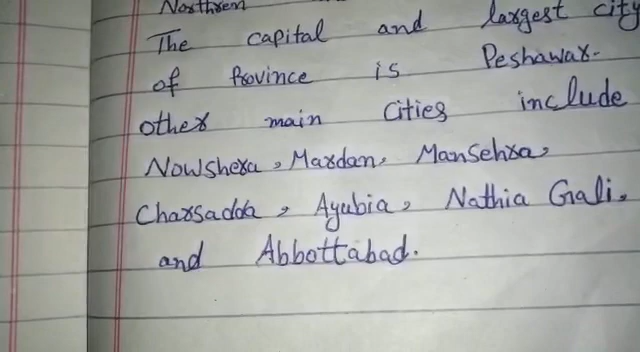 Northren
The capital and largest city
of Province is Peshawar.
other main cities include
Nowshera, Mardan, Mansehra,
Charsadda, Ayubia, Nathia Gali,
and Abbottabad.